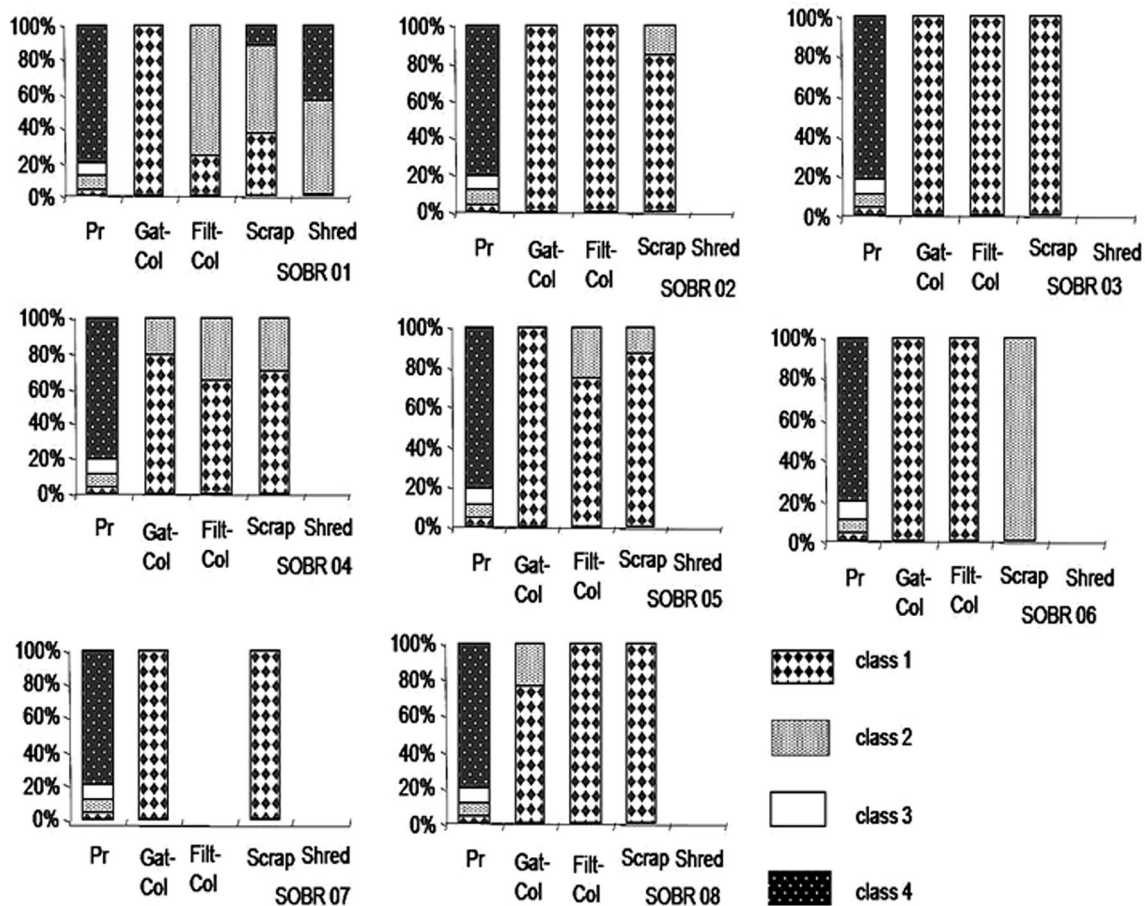 100%
80%
60%
40%
20%
0%
Pr Gat-Col Filt-Col Scrap Shred
SOBR 01
100%
80%
60%
40%
20%
0%
Pr Gat-Col Filt-Col Scrap Shred
SOBR 02
100%
80%
60%
40%
20%
0%
Pr Gat-Col Filt-Col Scrap Shred
SOBR 03
100%
80%
60%
40%
20%
0%
Pr Gat-Col Filt-Col Scrap Shred
SOBR 04
100%
80%
60%
40%
20%
0%
Pr Gat-Col Filt-Col Scrap Shred
SOBR 05
100%
80%
60%
40%
20%
0%
Pr Gat-Col Filt-Col Scrap Shred
SOBR 06
100%
80%
60%
40%
20%
0%
Pr Gat-Col Filt-Col Scrap Shred
SOBR 07
100%
80%
60%
40%
20%
0%
Pr Gat-Col Filt-Col Scrap Shred
SOBR 08
class 1
class 2
class 3
class 4